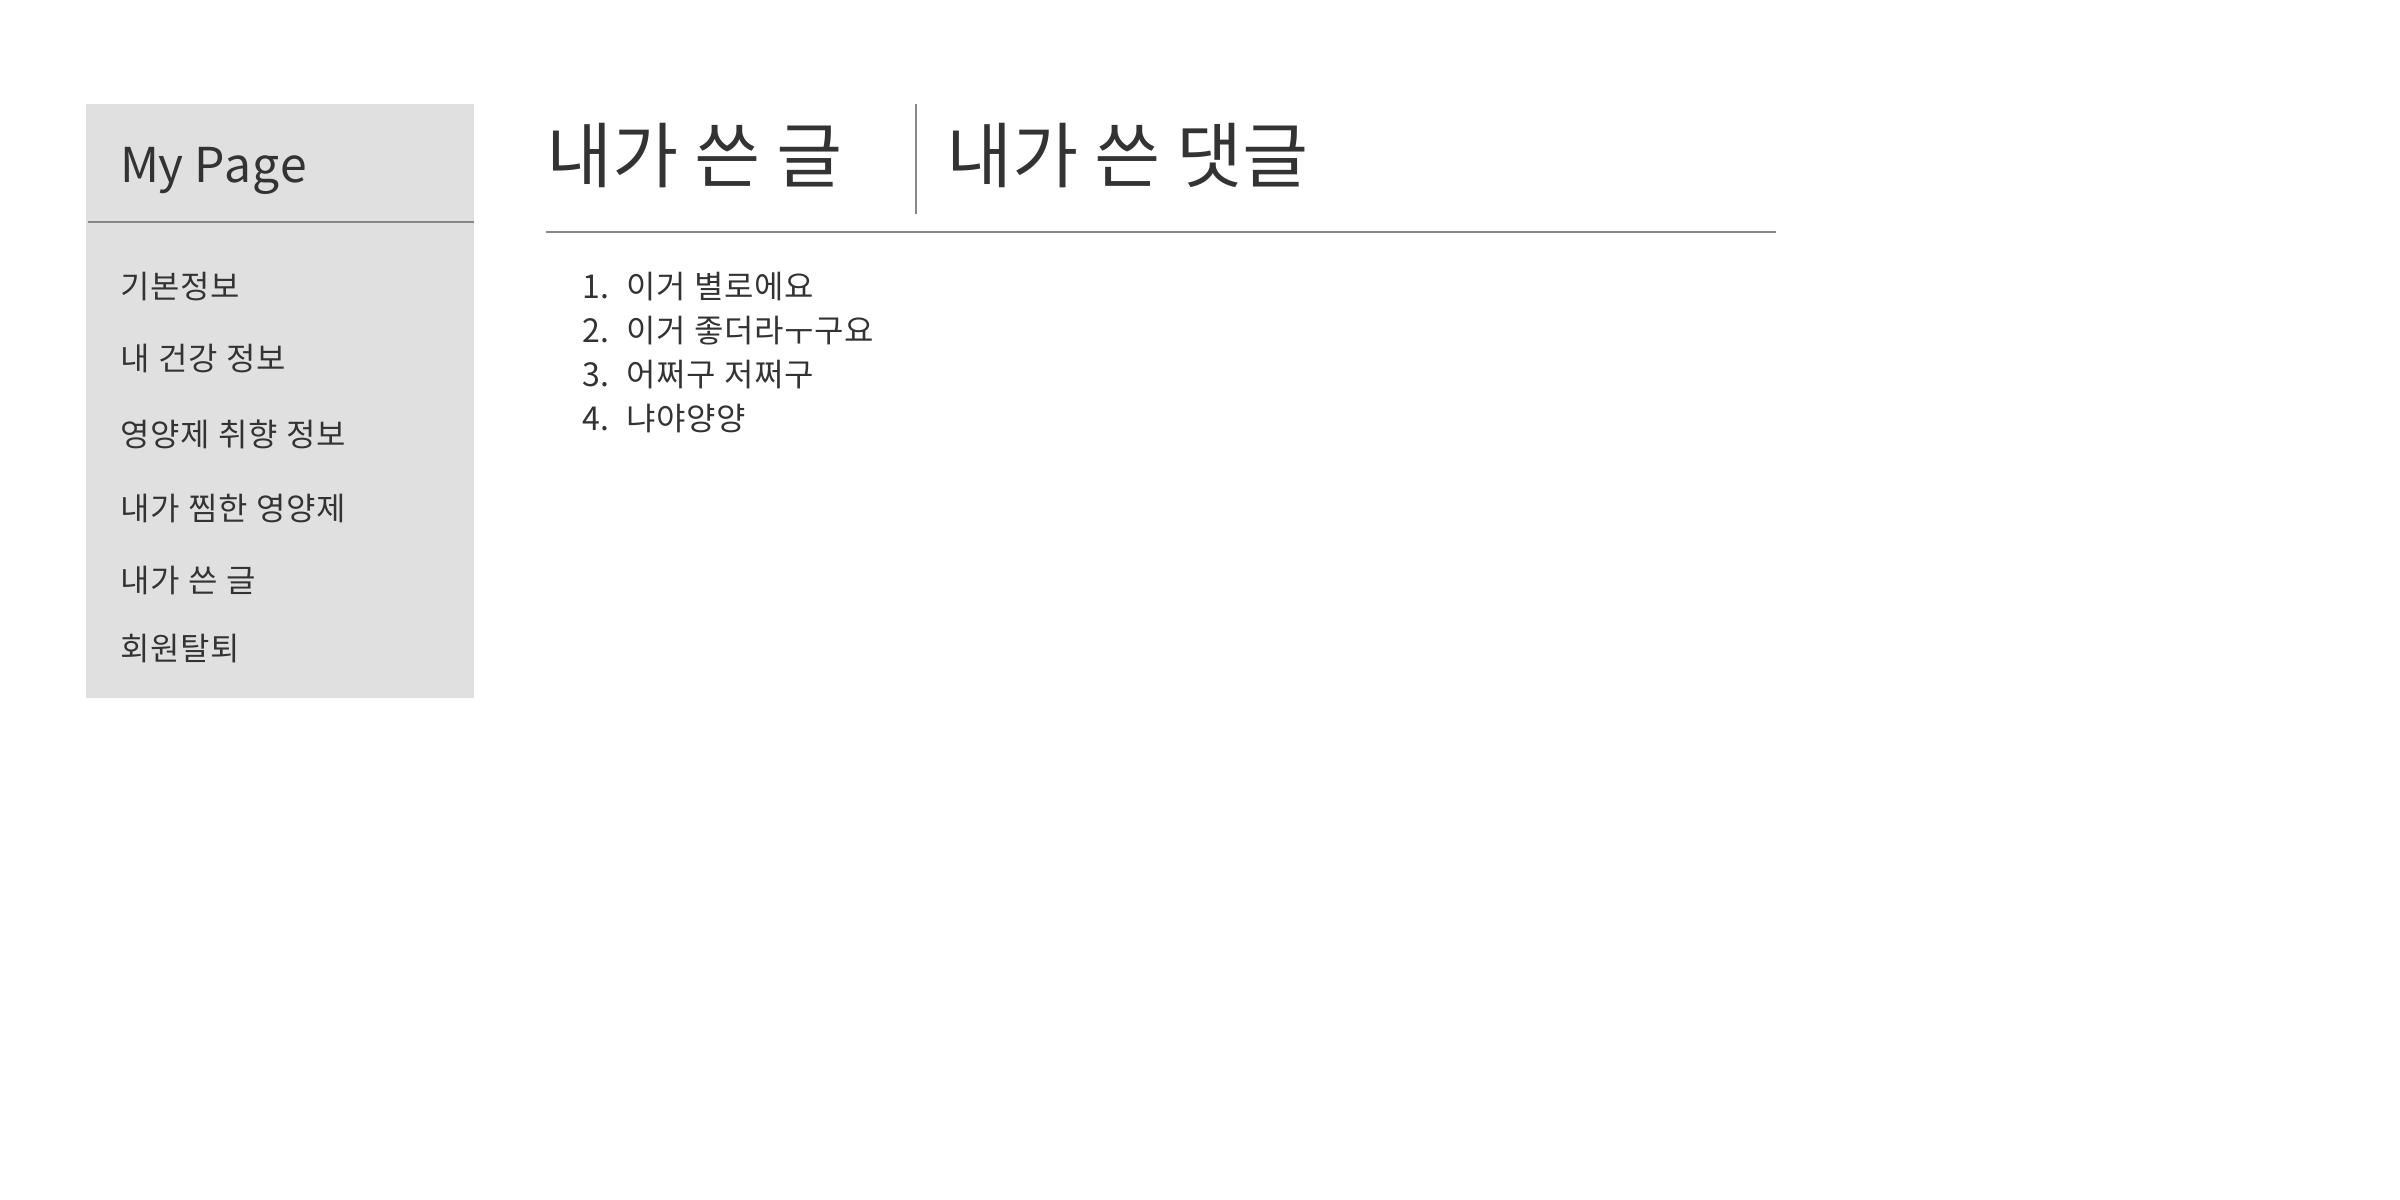 My Page
기본정보
내 건강 정보
영양제 취향 정보
내가 찜한 영양제
내가 쓴 글
회원탈퇴
내가 쓴 글
내가 쓴 댓글
1. 이거 별로에요
2. 이거 좋더라ㅜ구요
3. 어쩌구 저쩌구
4. 냐야양양